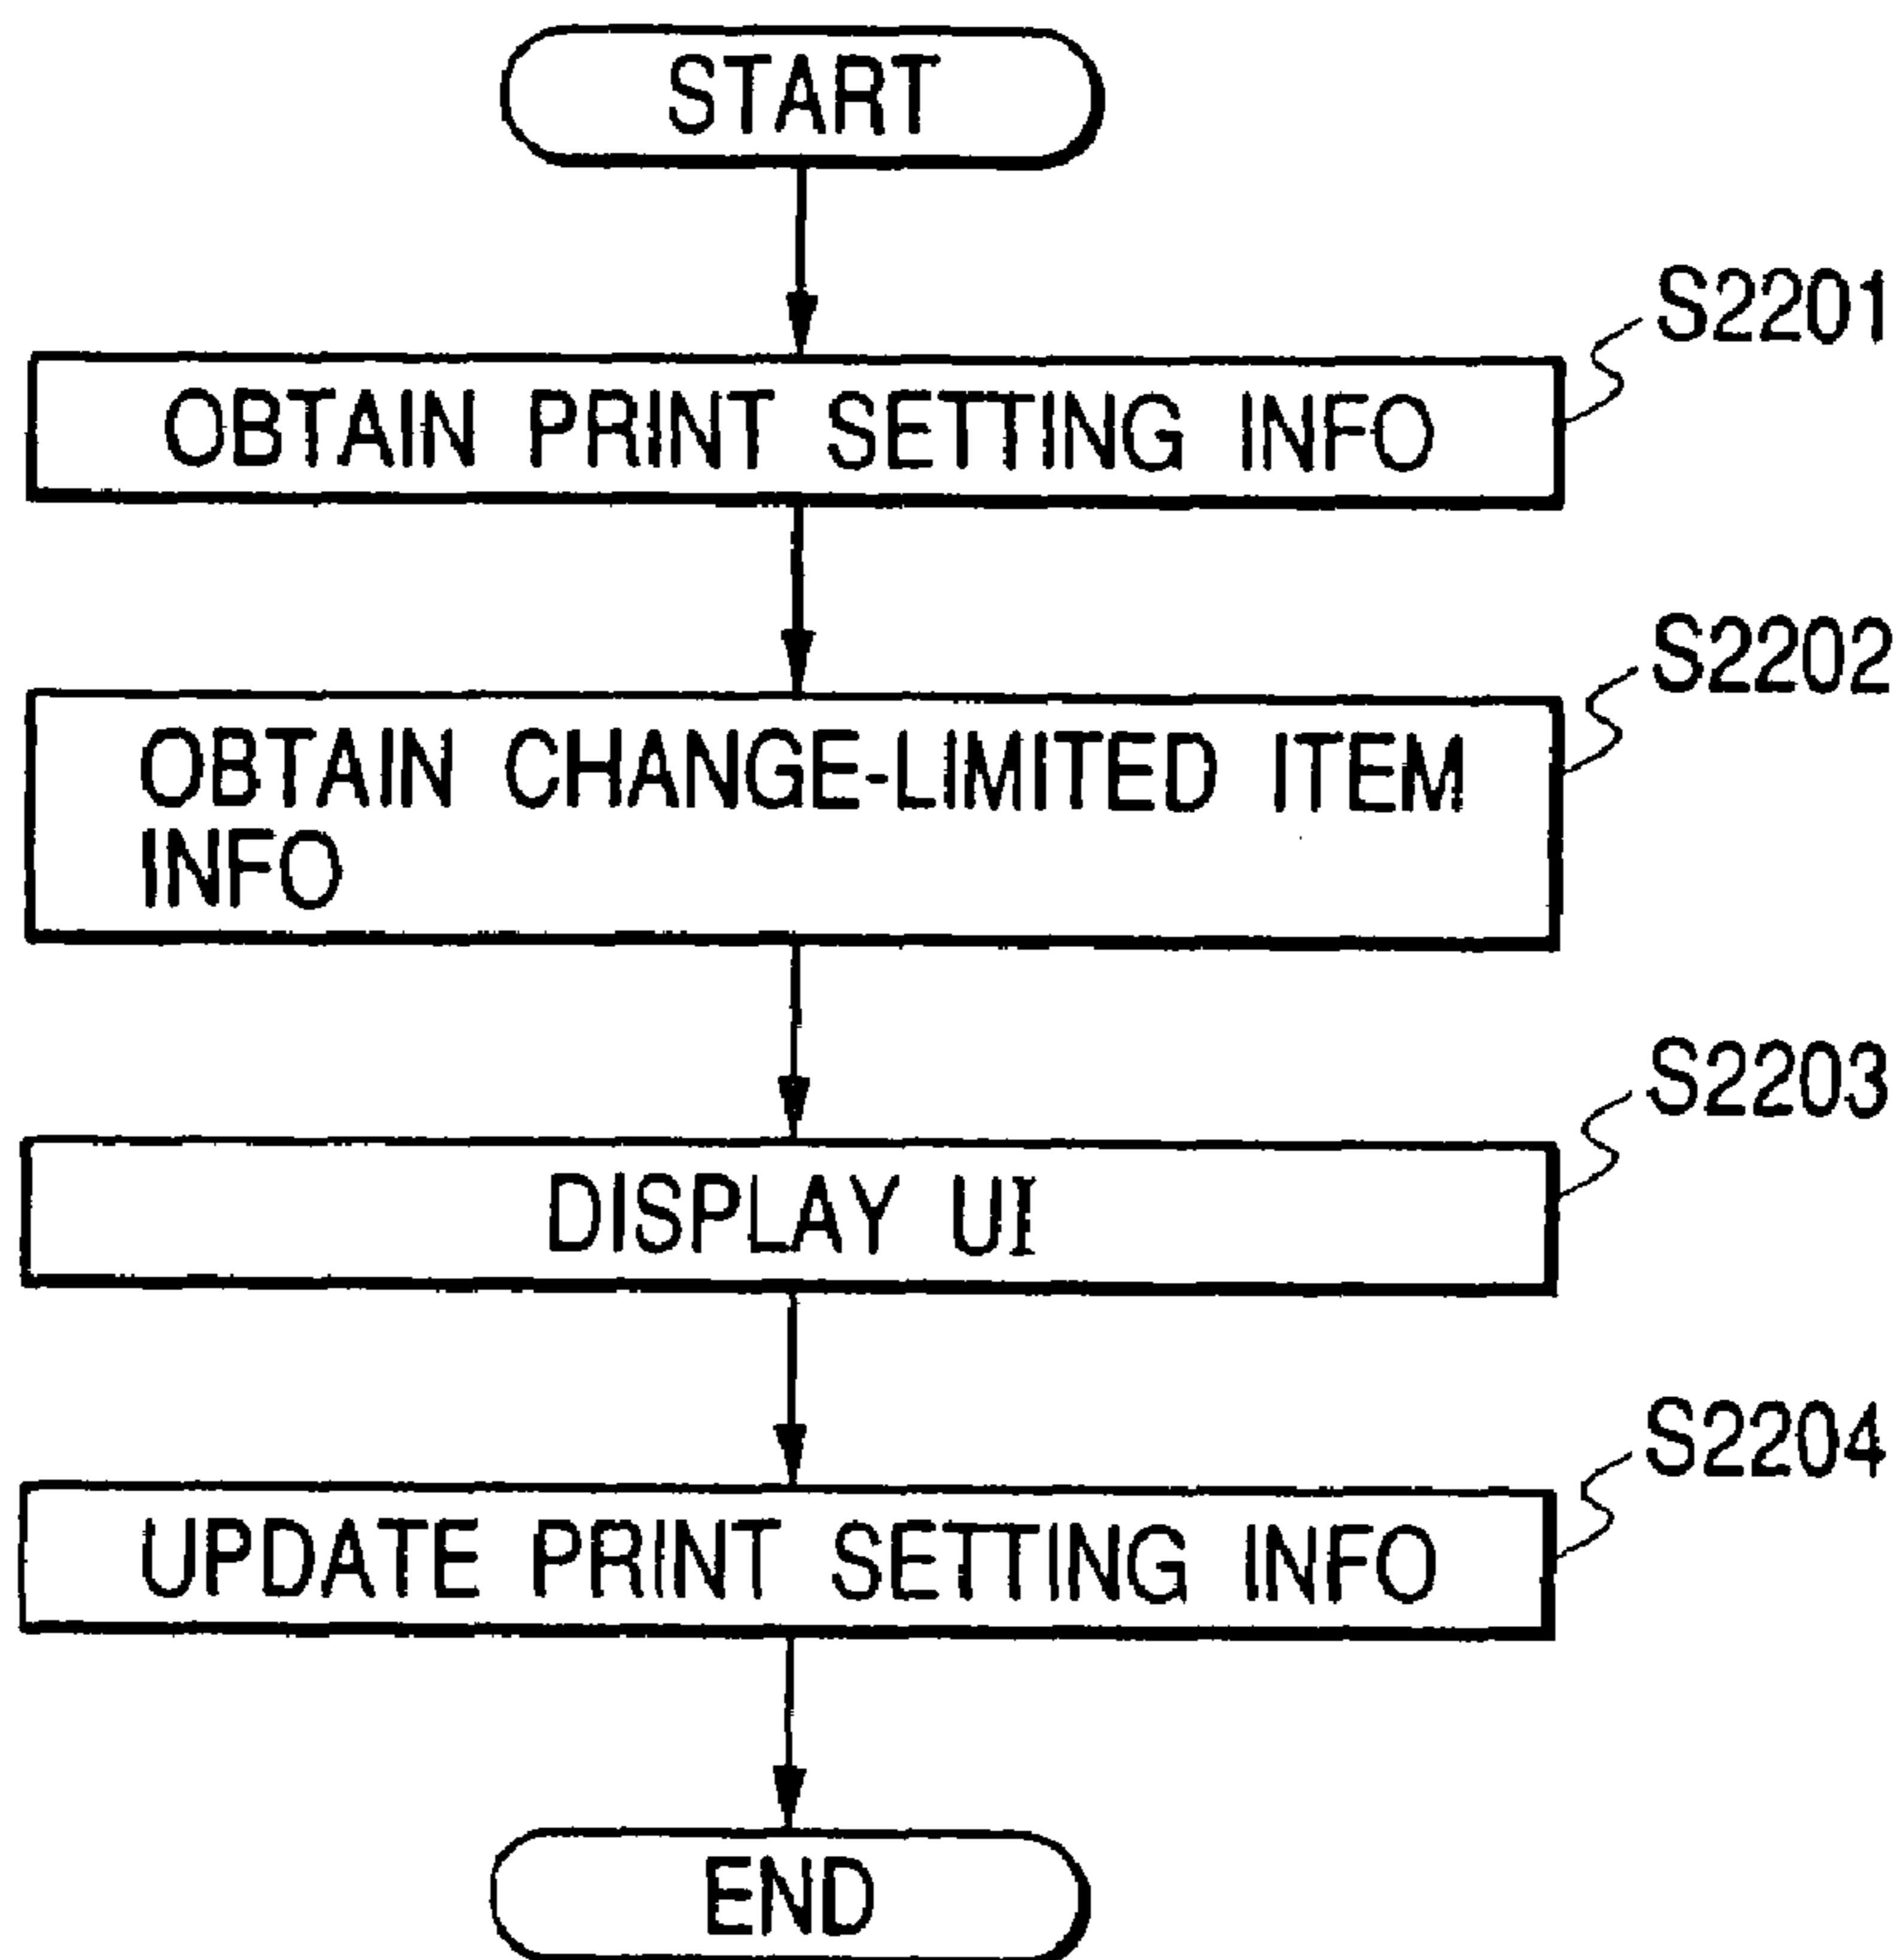 START
S2201
OBTAIN PRINT SETTING INFO
S2202
OBTAIN CHANGE-LIMITED ITEM
INFO
S2203
DISPLAY UI
S2204
UPDATE PRINT SETTING INFO
END